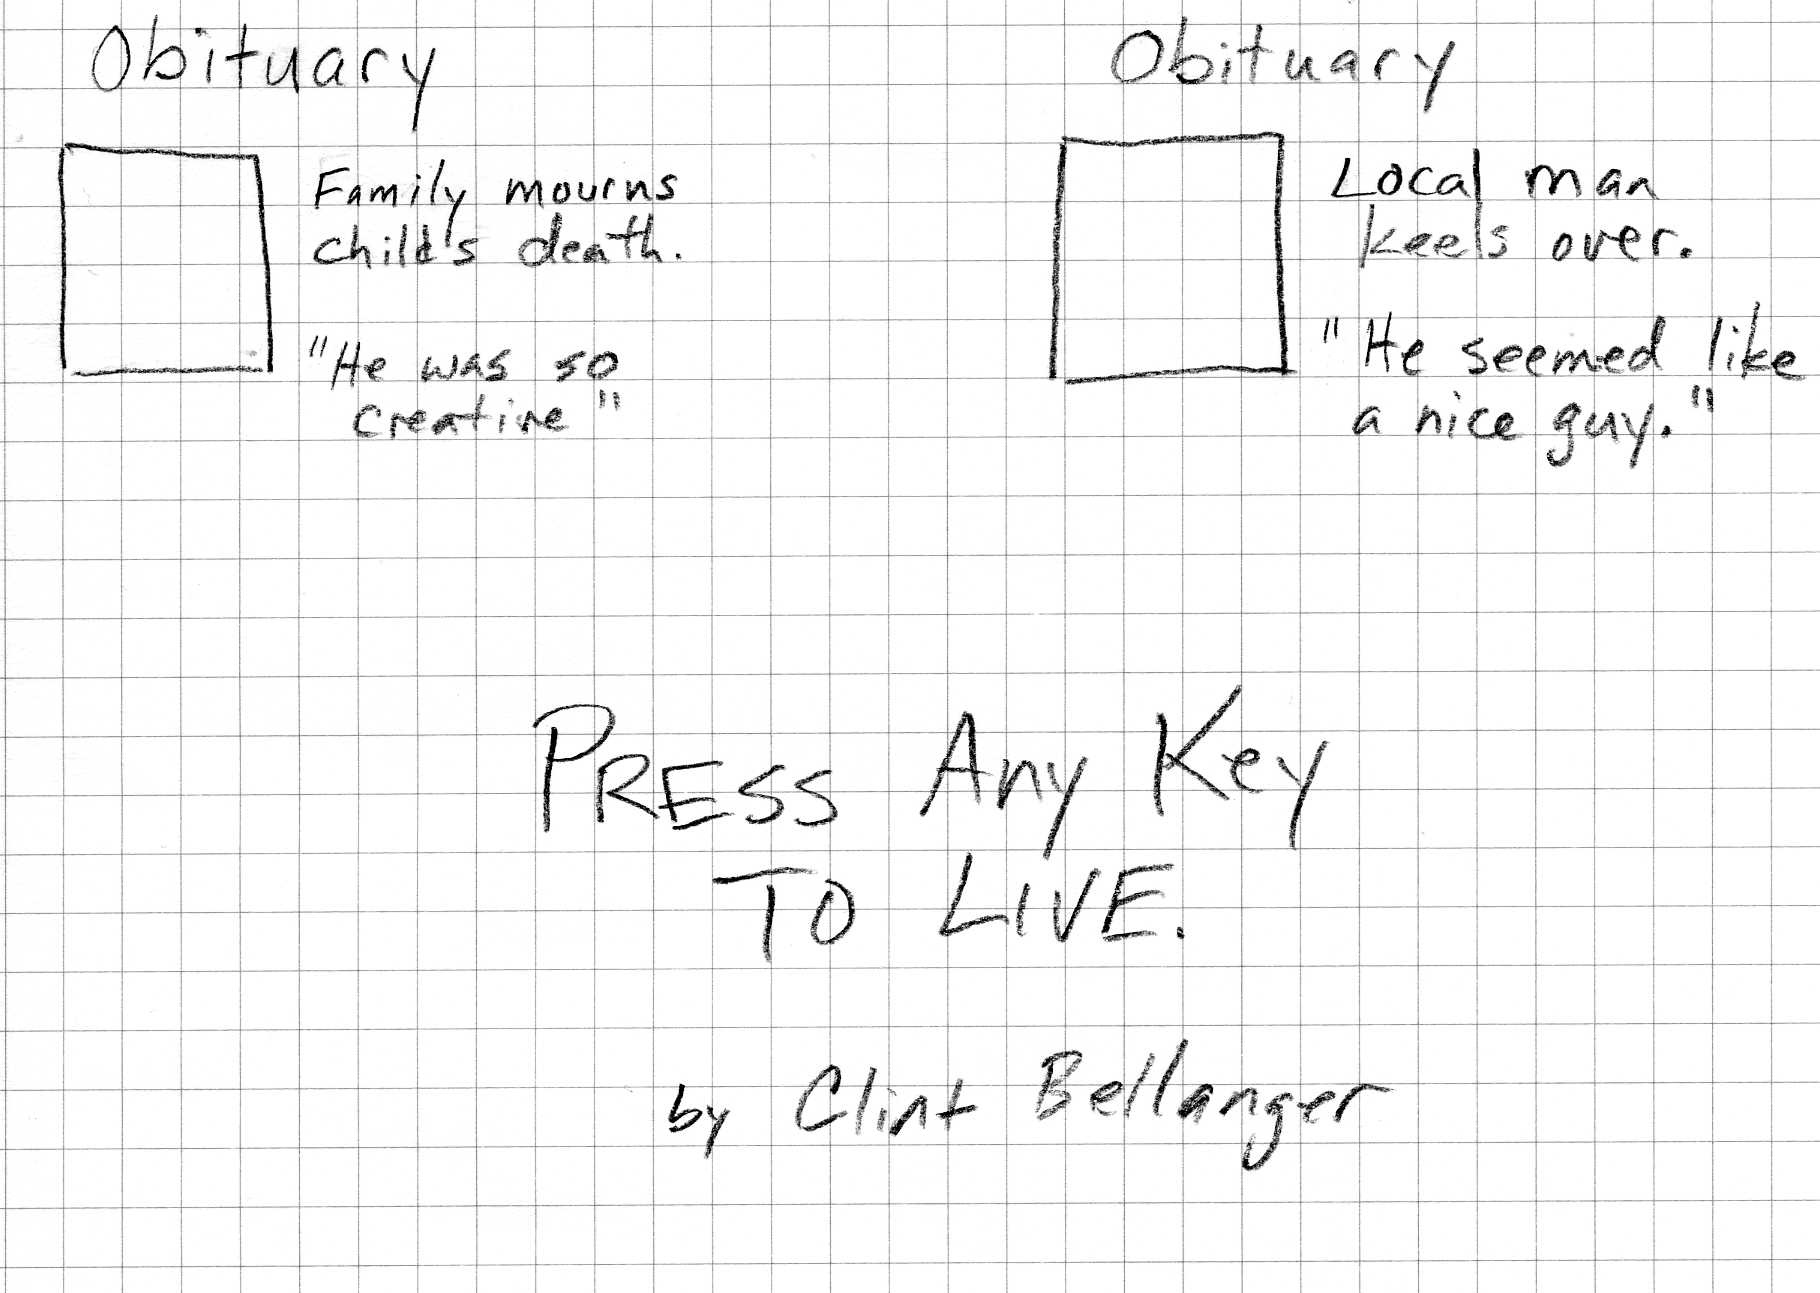 Obituary
Family mourns
child's death.
"He was so
creative"
Obituary
Local man
keels over.
"He seemed like
a nice guy."
PRESS Any Key
TO LIVE.
by Clint Bellanger